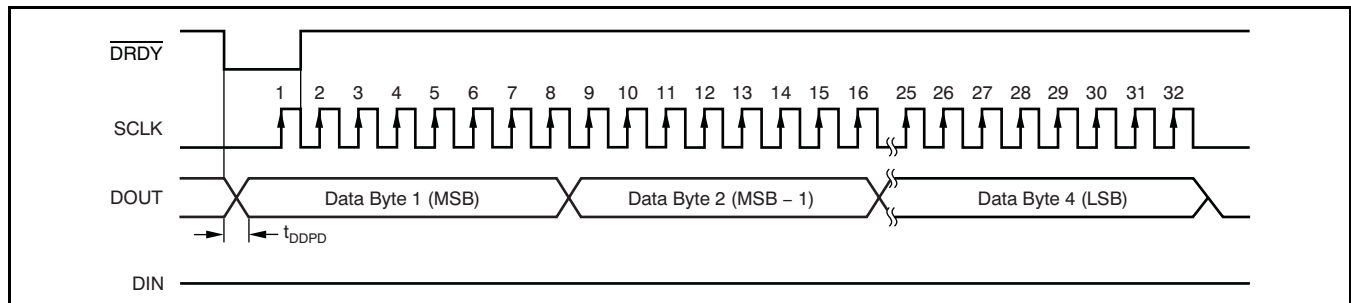 DRDY
1 2 3 4 5 6 7 8 9 10 11 12 13 14 15 16 25 26 27 28 29 30 31 32
SCLK
DOUT Data Byte 1 (MSB) Data Byte 2 (MSB − 1) Data Byte 4 (LSB)
tDDPD
DIN